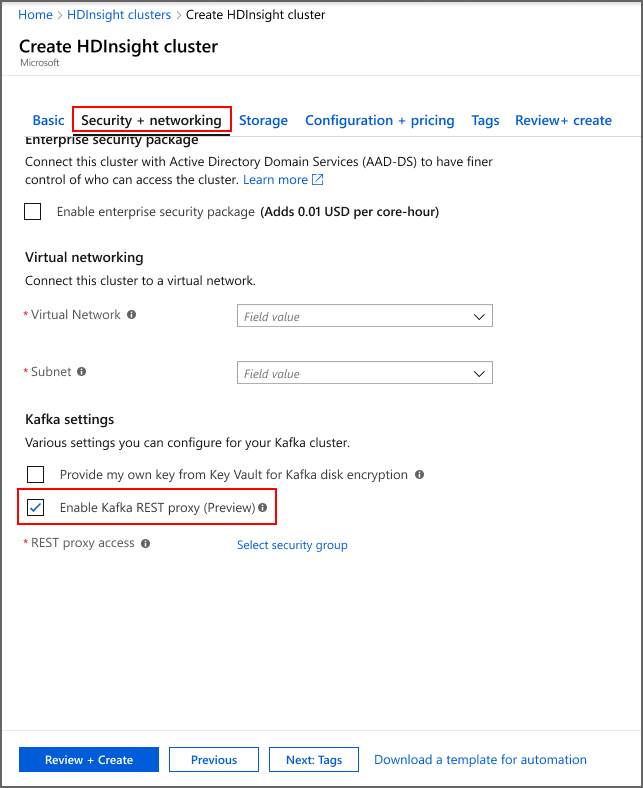 Home > HDInsight clusters > Create HDInsight cluster
Create HDInsight cluster
Microsoft
Basic Security + networking Storage Configuration + pricing Tags Review+ create
Enterprise security package
Connect this cluster with Active Directory Domain Services (AAD-DS) to have finer
control of who can access the cluster. Learn more
Enable enterprise security package (Adds 0.01 USD per core-hour)
Virtual networking
Connect this cluster to a virtual network.
* Virtual Network Field value
* Subnet Field value
Kafka settings
Various settings you can configure for your Kafka cluster.
Provide my own key from Key Vault for Kafka disk encryption
Enable Kafka REST proxy (Preview)
* REST proxy access Select security group
Review + Create Previous Next: Tags Download a template for automation